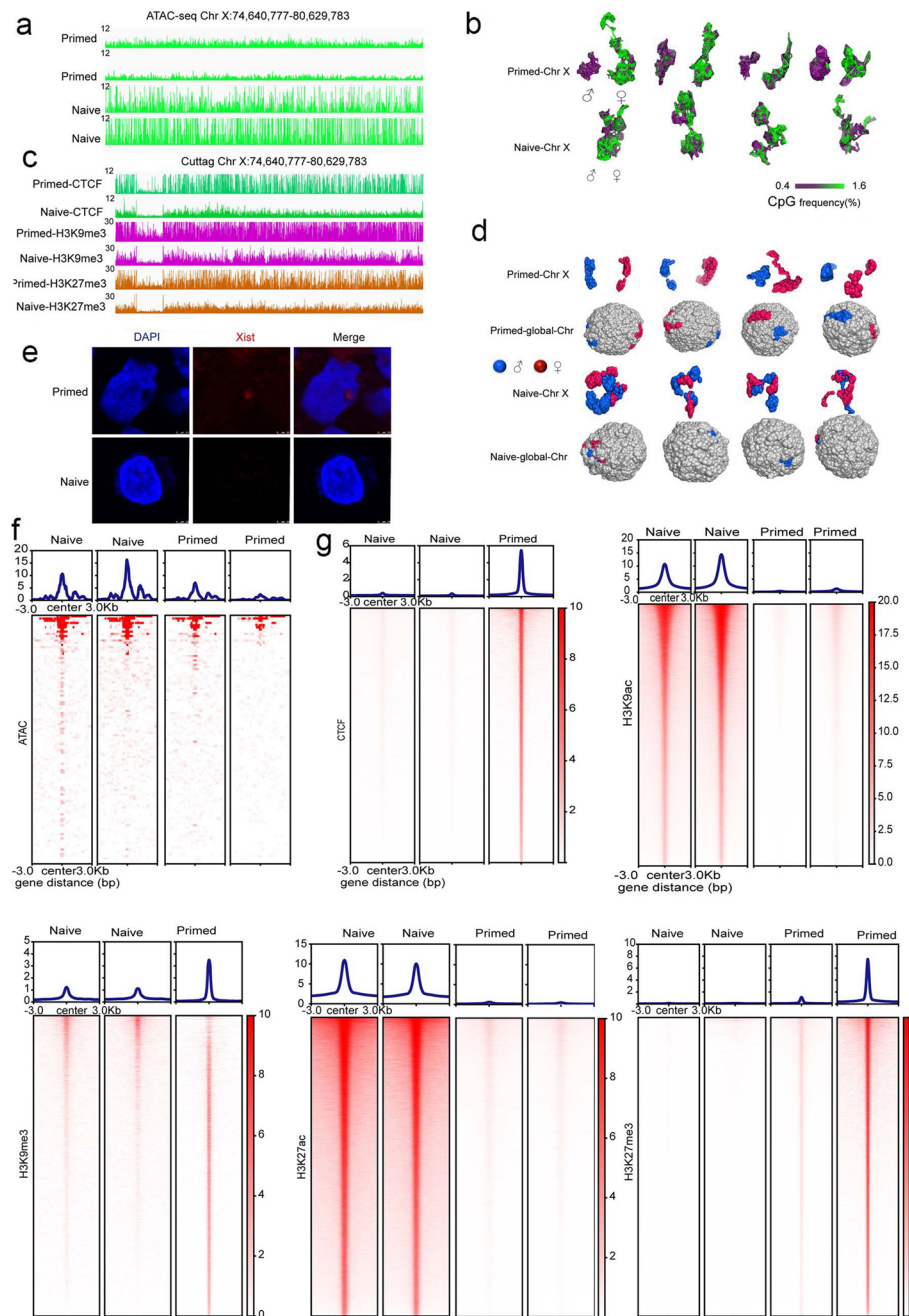 a
ATAC-seq Chr X:74,640,777-80,629,783
12
Primed
12
Primed
12
Naive
12
Naive
b
Primed-Chr X
♂ ♀
Naive-Chr X
♂ ♀
0.4 1.6
CpG frequency(%)
c
Cuttag Chr X:74,640,777-80,629,783
12
Primed-CTCF
12
Naive-CTCF
30
Primed-H3K9me3
30
Naive-H3K9me3
30
Primed-H3K27me3
30
Naive-H3K27me3
d
Primed-Chr X
Primed-global-Chr
♂ ♀
Naive-Chr X
Naive-global-Chr
e
DAPI Xist Merge
Primed
Naive
f
Naive Naive Primed Primed
20
15
10
5
0
-3.0 center 3.0Kb
ATAC
-3.0 center3.0Kb
gene distance (bp)
g
Naive Naive Primed
6
4
2
0
-3.0 center 3.0Kb
10
8
6
4
2
CTCF
-3.0 center3.0Kb
gene distance (bp)
Naive Naive Primed Primed
20
15
10
5
0
-3.0 center3.0Kb
20.0
17.5
15.0
12.5
10.0
7.5
5.0
2.5
0.0
H3K9ac
-3.0 center3.0Kb
gene distance (bp)
Naive Naive Primed
5
4
3
2
1
0
-3.0 center 3.0Kb
10
8
6
4
2
0
H3K9me3
Naive Naive Primed Primed
15
10
5
0
-3.0 center 3.0Kb
10
8
6
4
2
H3K27ac
Naive Naive Primed Primed
10
8
6
4
2
0
-3.0 center 3.0Kb
H3K27me3